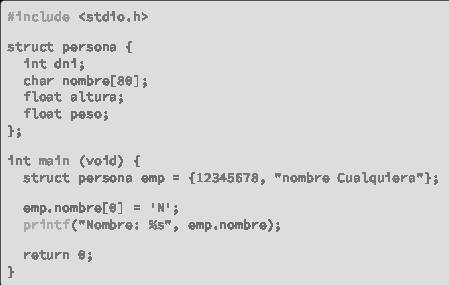 #include <stdio.h>
struct persona {
int dni;
char nombre[80];
float altura;
float peso;
};
int main (void) {
struct persona emp = {12345678, "nombre Cualquiera"};
emp.nombre[0] = 'N';
printf("Nombre: %s", emp.nombre);
return 0;
}